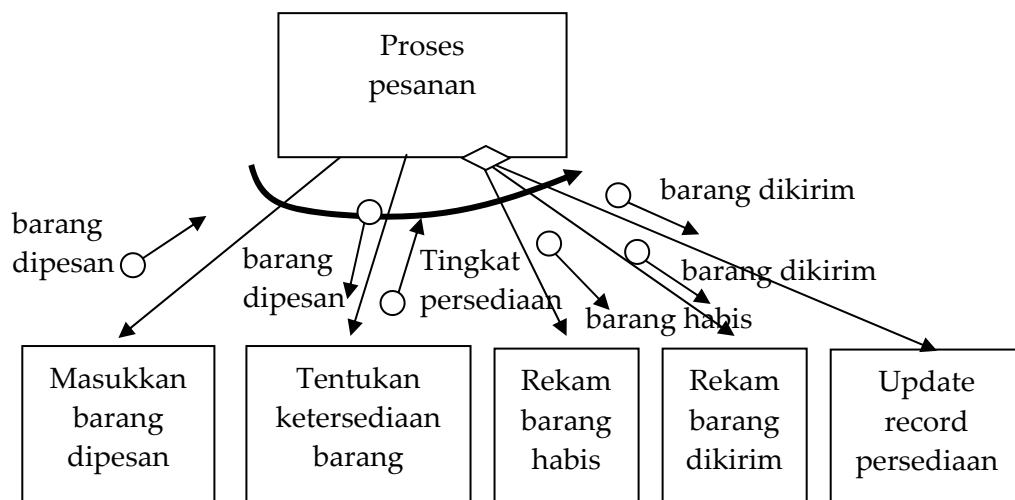 Proses
pesanan
barang
dipesan
barang
dipesan
Tingkat
persediaan
barang habis
barang dikirim
barang dikirim
Masukkan
barang
dipesan
Tentukan
ketersediaan
barang
Rekam
barang
habis
Rekam
barang
dikirim
Update
record
persediaan